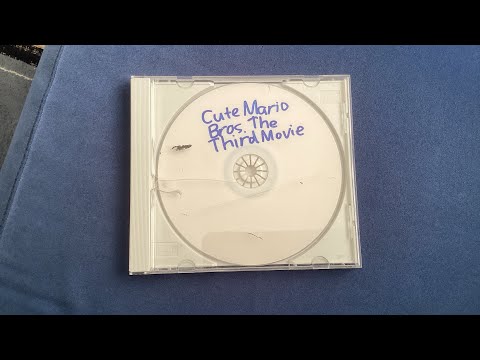 Cute Mario
Bros. The
Third Movie